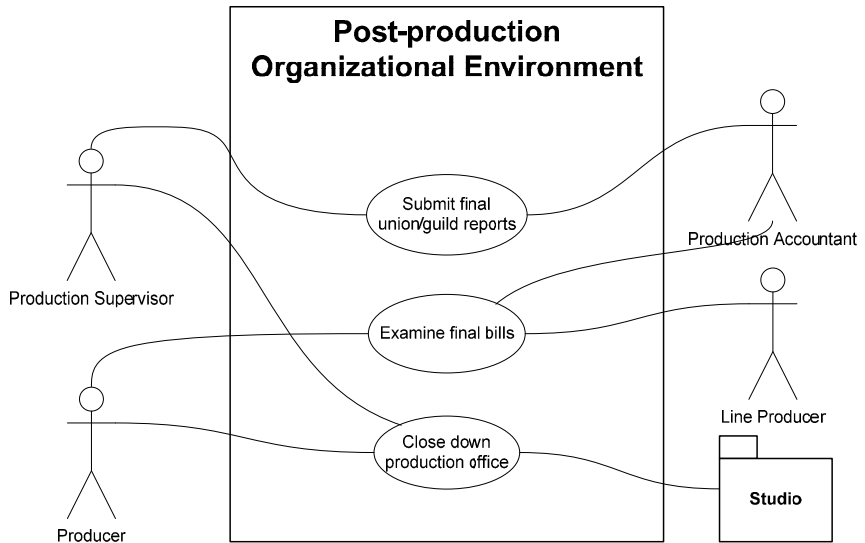 Post-production
Organizational Environment
Submit final
union/guild reports
Production Accountant
Production Supervisor
Examine final bills
Line Producer
Close down
production office
Studio
Producer